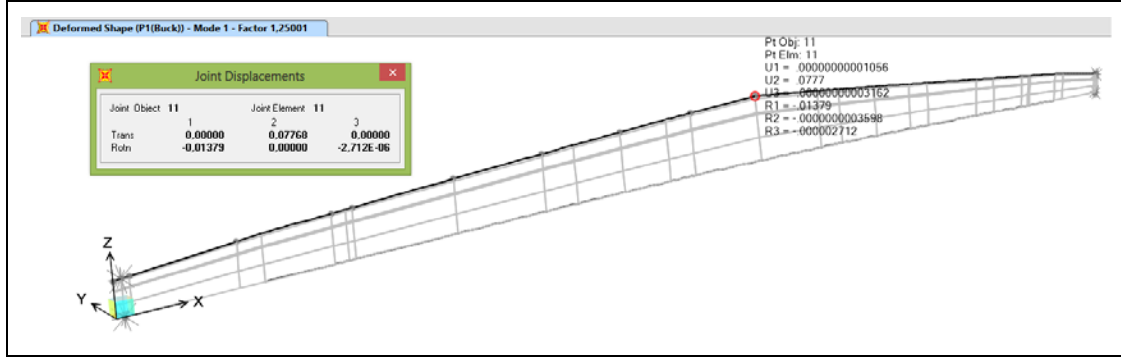 Deformed Shape (P1(Buck)) - Mode 1 - Factor 1,25001
Pt Obj: 11
Pt Elm: 11
U1 = .00000000001056
U2 = .0777
U3 = .00000000003162
R1 = -.01379
R2 = -.0000000003598
R3 = -.000002712
Joint Displacements
Joint Object 11 Joint Element 11
1 2 3
Trans 0.00000 0.07760 0.00000
Rotn -0.01379 0.00000 -2,712E-06
Z
Y
X